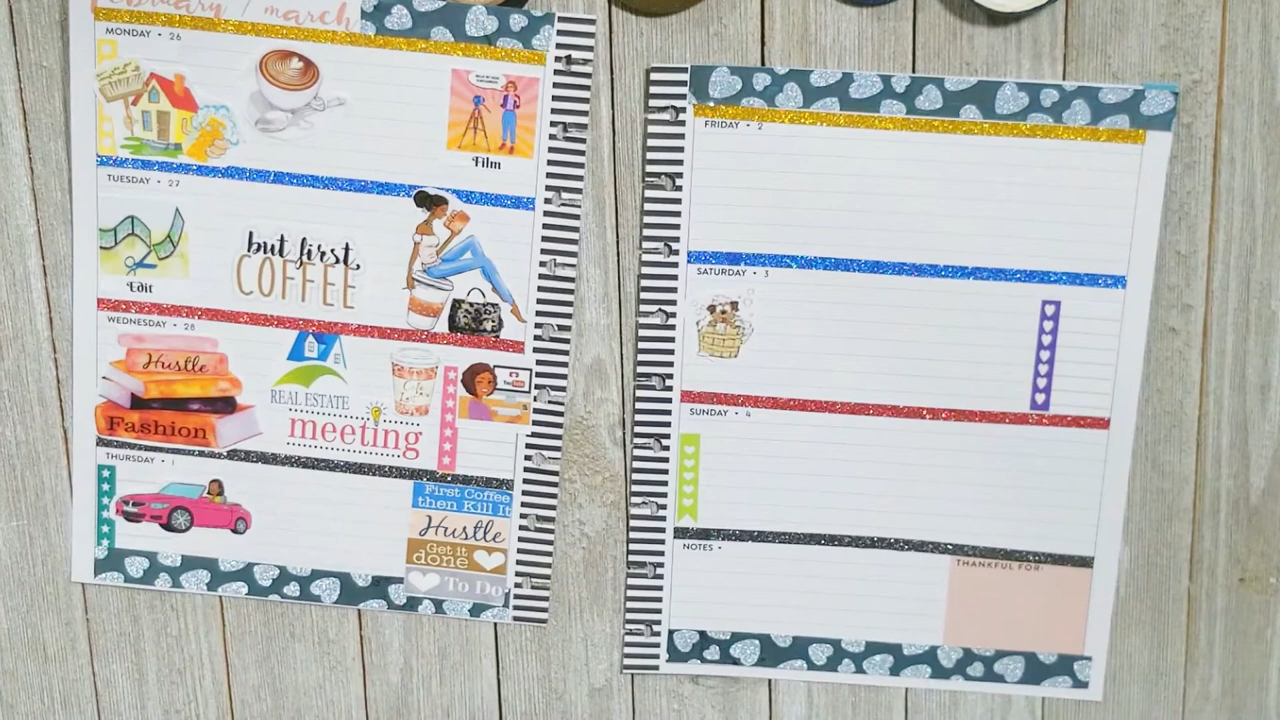 february / march
MONDAY • 26
Film
TUESDAY • 27
but first,
COFFEE
Edit
WEDNESDAY • 28
Hustle
Fashion
REAL ESTATE
meeting
THURSDAY • 1
First Coffee
then Kill It
Hustle
Get it
done
To Do
FRIDAY • 2
SATURDAY • 3
SUNDAY • 4
NOTES •
THANKFUL FOR: